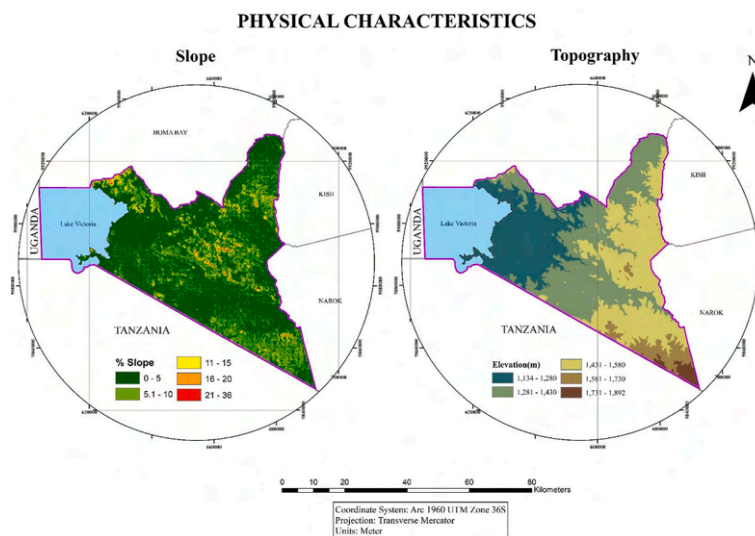 PHYSICAL CHARACTERISTICS
Slope
Topography
N
HOMA BAY
KISII
NAROK
UGANDA
Lake Victoria
TANZANIA
% Slope
0 - 5
5.1 - 10
11 - 15
16 - 20
21 - 36
KISII
NAROK
UGANDA
Lake Victoria
TANZANIA
Elevation(m)
1,134 - 1,280
1,281 - 1,430
1,431 - 1,580
1,581 - 1,730
1,731 - 1,892
0 10 20 40 60 80
Kilometers
Coordinate System: Arc 1960 UTM Zone 36S
Projection: Transverse Mercator
Units: Meter